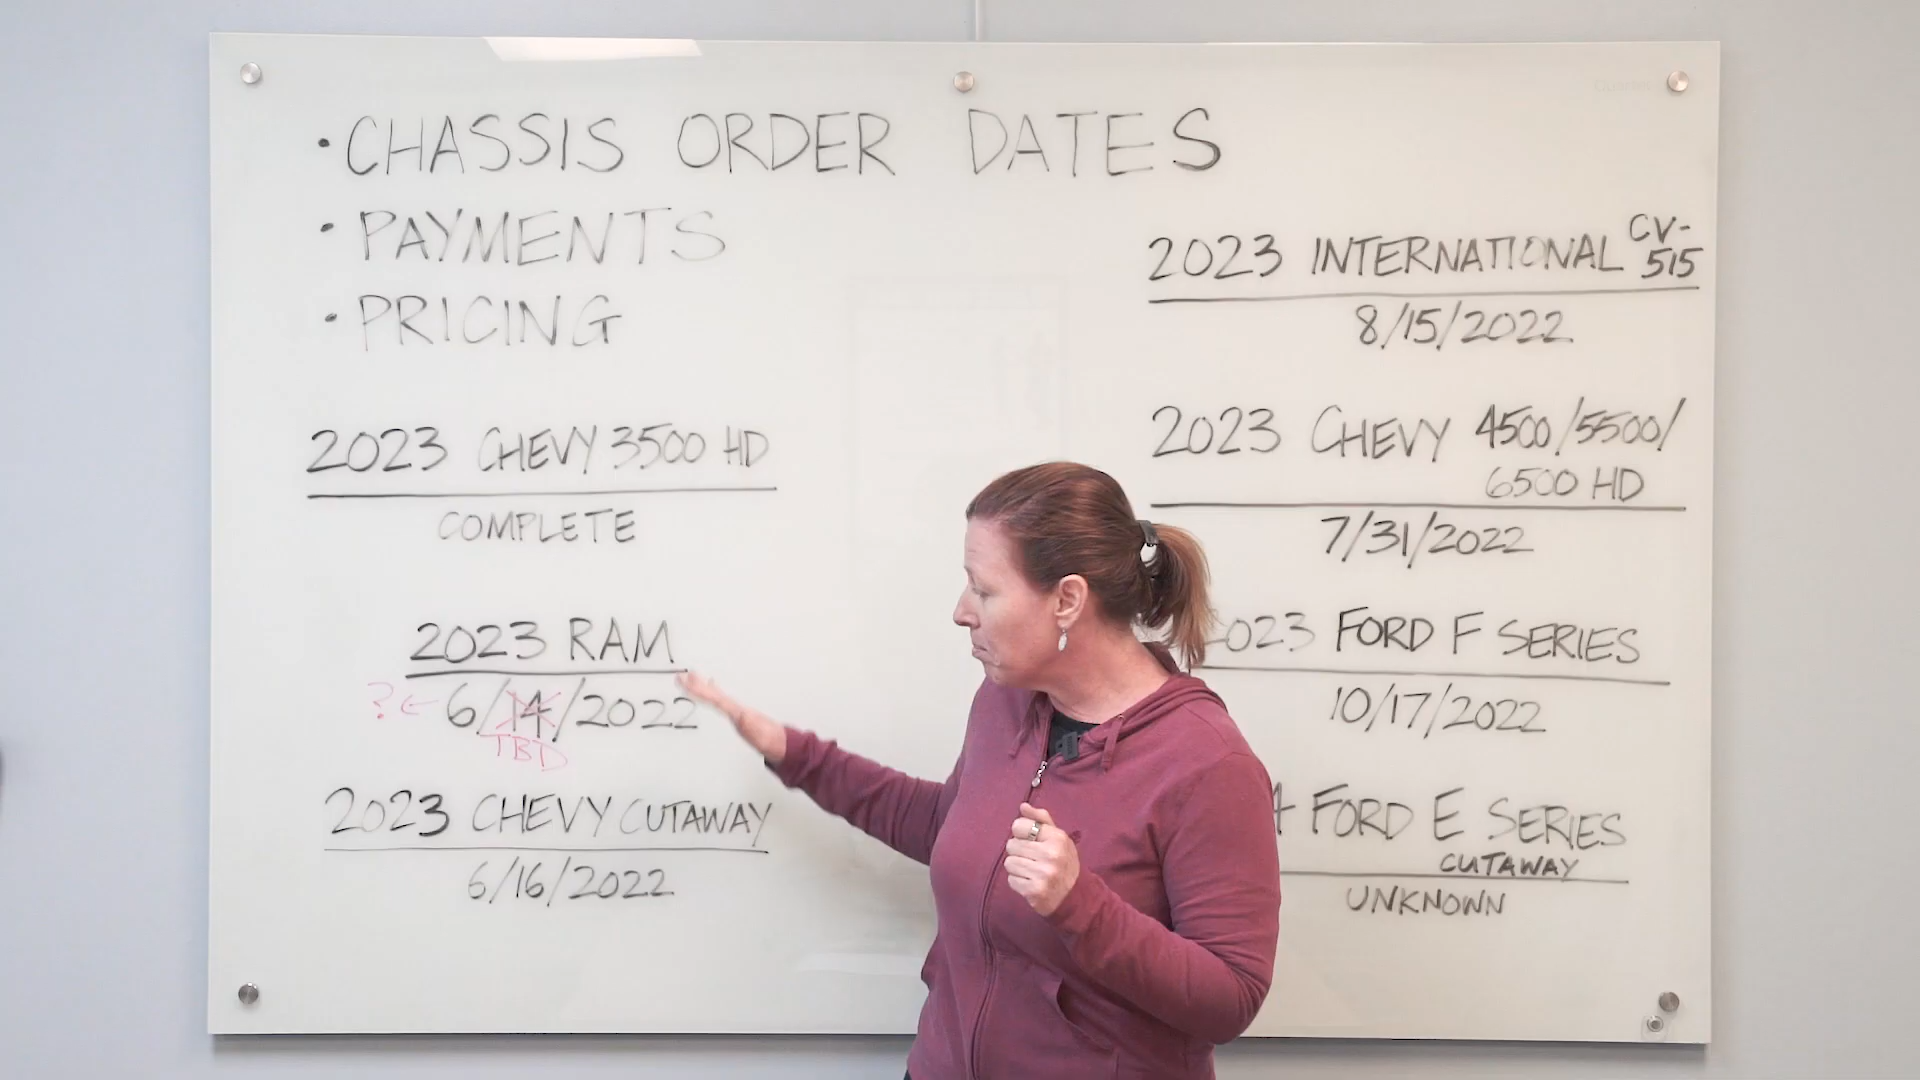 • CHASSIS ORDER DATES
• PAYMENTS
• PRICING
2023 CHEVY 3500 HD
COMPLETE
2023 RAM
? ← 6/14/2022
TBD
2023 CHEVY CUTAWAY
6/16/2022
2023 INTERNATIONAL CV-
515
8/15/2022
2023 CHEVY 4500/5500/
6500 HD
7/31/2022
023 FORD F SERIES
10/17/2022
4 FORD E SERIES
CUTAWAY
UNKNOWN